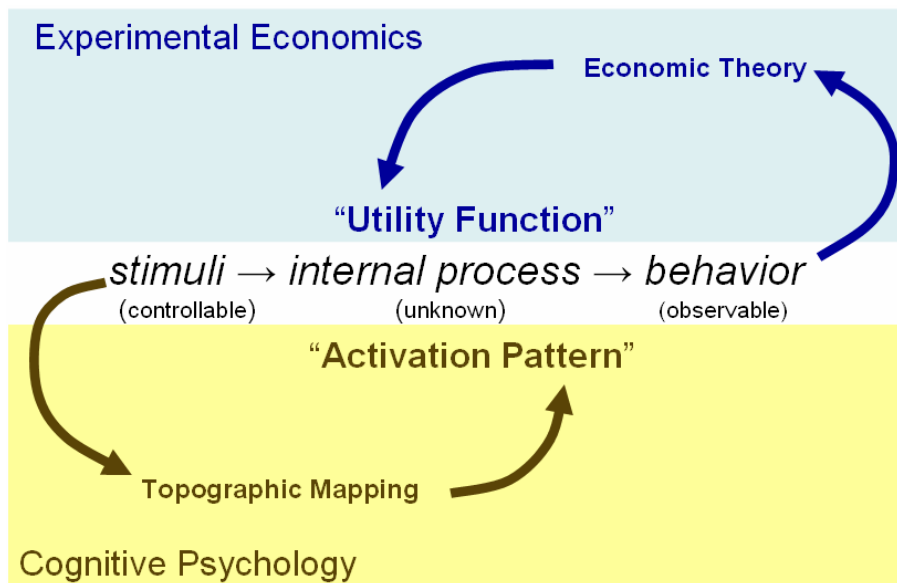 Experimental Economics
Economic Theory
“Utility Function”
stimuli → internal process → behavior
(controllable) (unknown) (observable)
“Activation Pattern”
Topographic Mapping
Cognitive Psychology